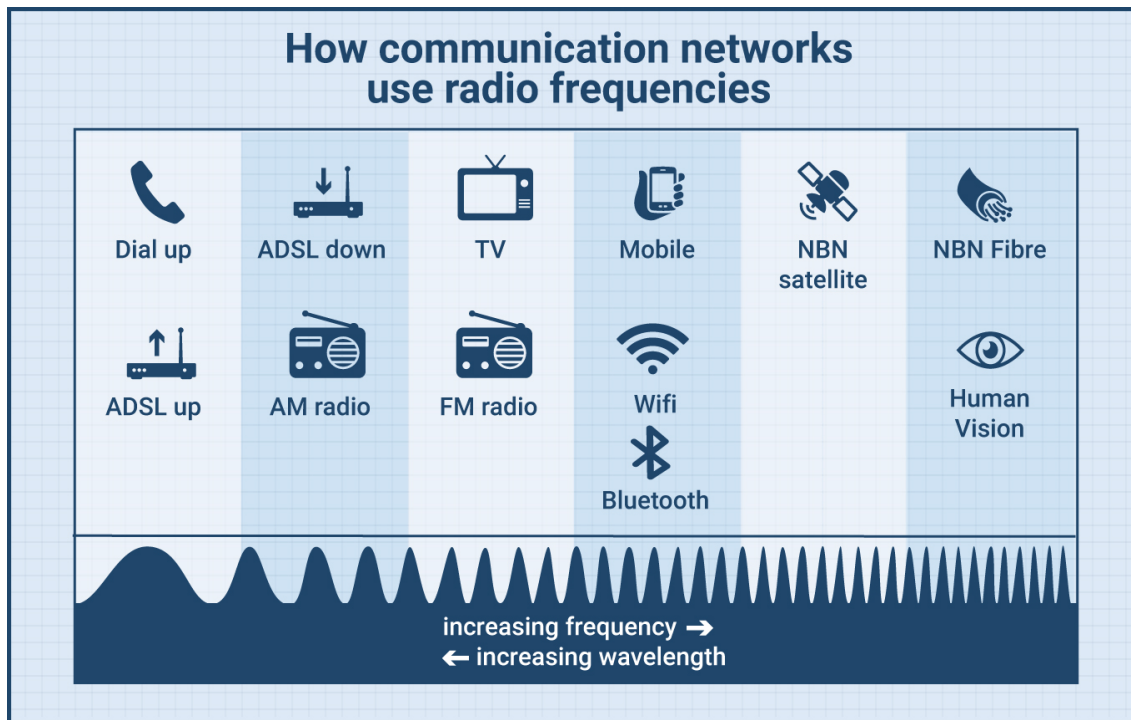 How communication networks
use radio frequencies
Dial up
ADSL down
TV
Mobile
NBN
satellite
NBN Fibre
ADSL up
AM radio
FM radio
Wifi
Bluetooth
Human
Vision
increasing frequency →
← increasing wavelength